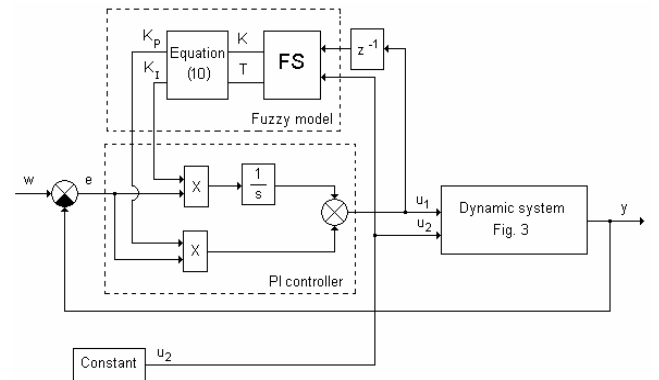 K_P
K
K_I
T
Equation
(10)
FS
z^-1
Fuzzy model
w
e
X
1
s
X
PI controller
u_1
u_2
Dynamic system
Fig. 3
y
Constant
u_2